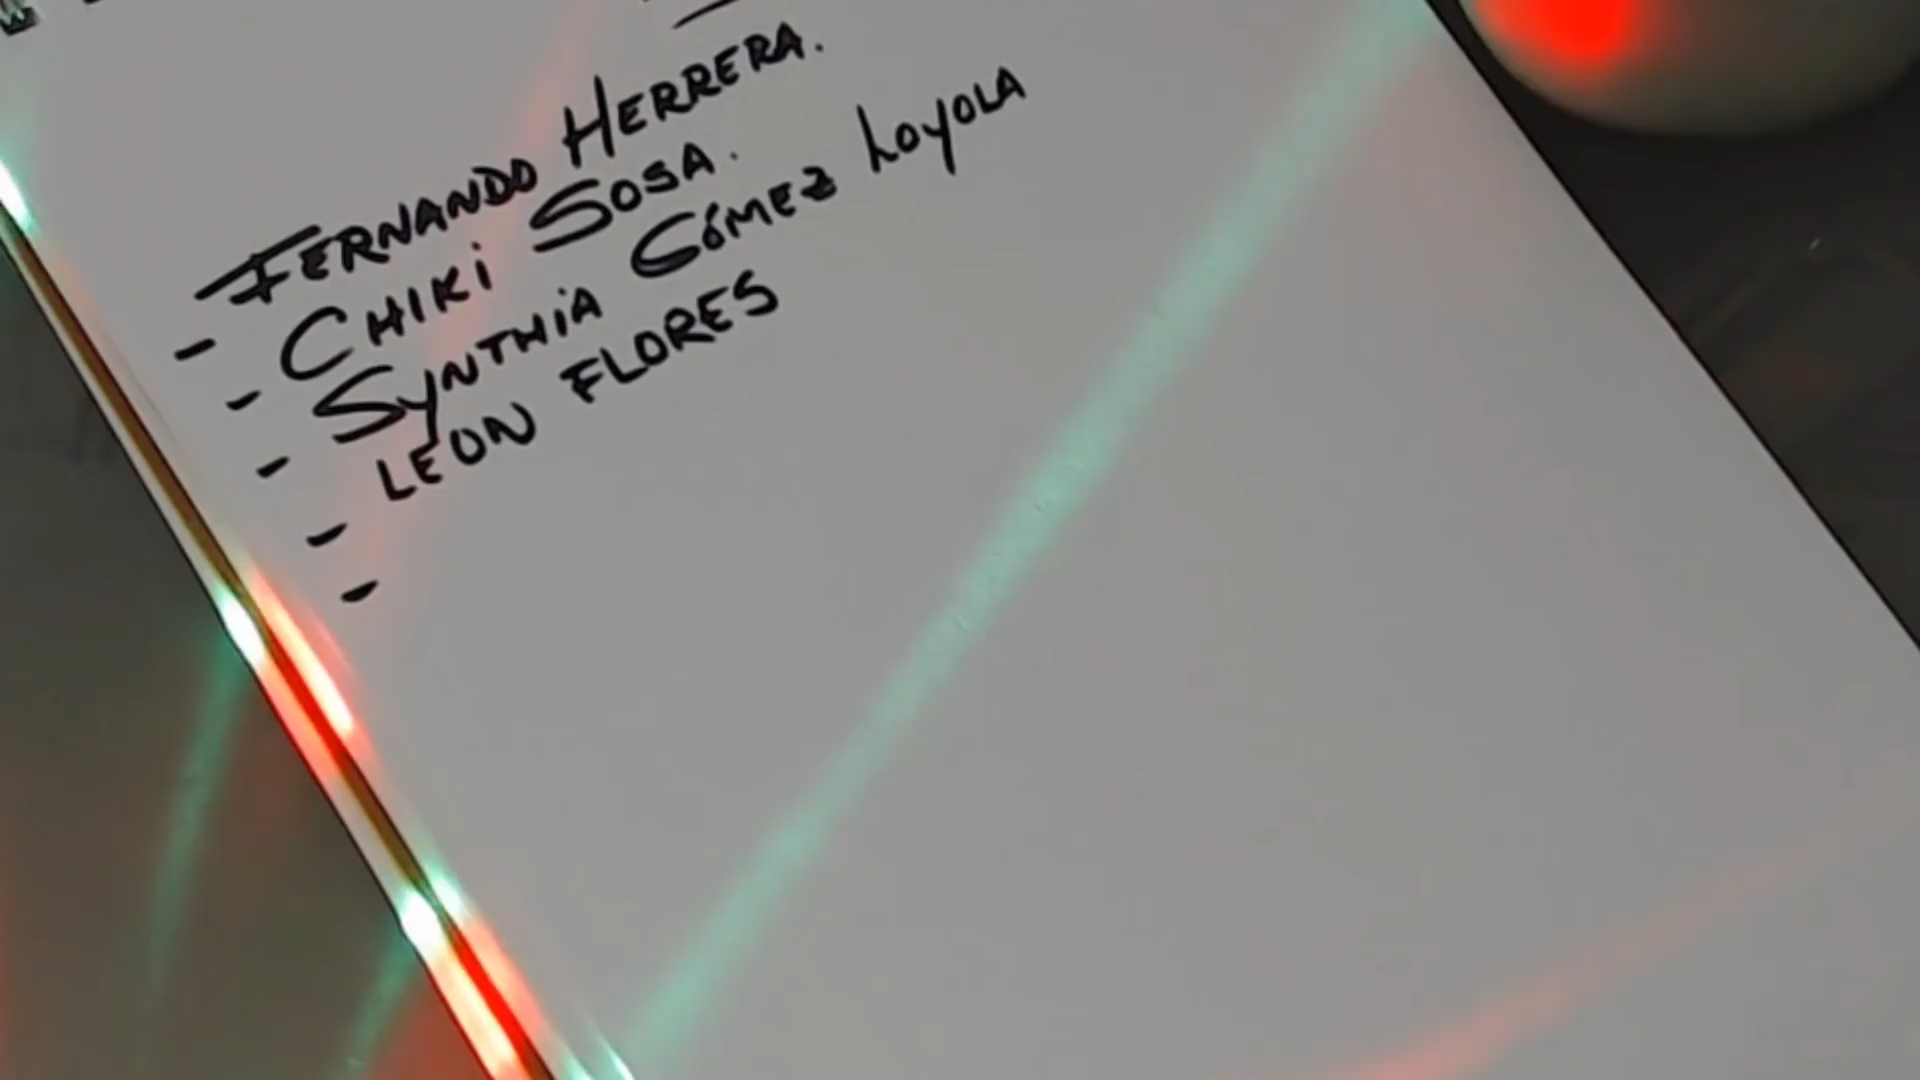 - FERNANDO HERRERA.
- CHIKI SOSA.
- SYNTHIA GÓMEZ LOYOLA
- LEON FLORES
-